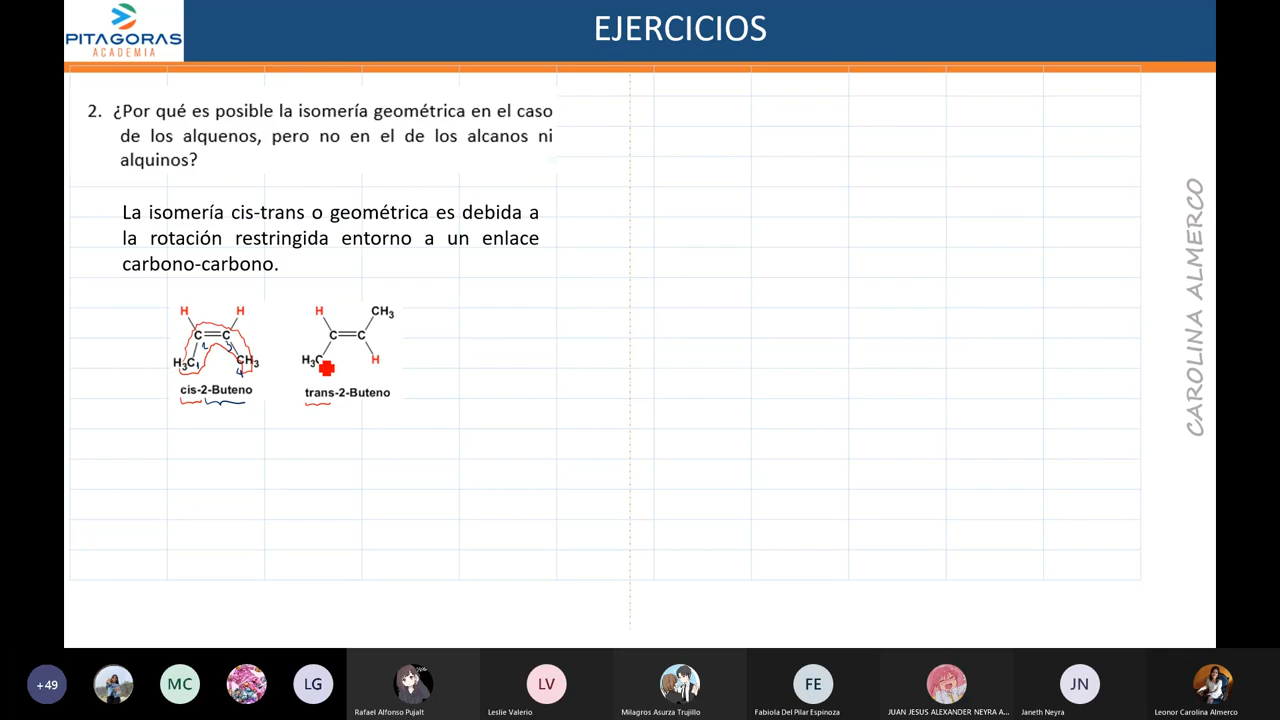 PITAGORAS
ACADEMIA
EJERCICIOS
2. ¿Por qué es posible la isomería geométrica en el caso
de los alquenos, pero no en el de los alcanos ni
alquinos?
La isomería cis-trans o geométrica es debida a
la rotación restringida entorno a un enlace
carbono-carbono.
H H
C C
2 3
H3C1 CH3
4
cis-2-Buteno
H CH3
C C
H3C H
trans-2-Buteno
CAROLINA ALMERCO
+49
MC
LG
LV
FE
JN
Rafael Alfonso Pujalt
Leslie Valerio
Milagros Asurza Trujillo
Fabiola Del Pilar Espinoza
JUAN JESUS ALEXANDER NEYRA A...
Janeth Neyra
Leonor Carolina Almerco